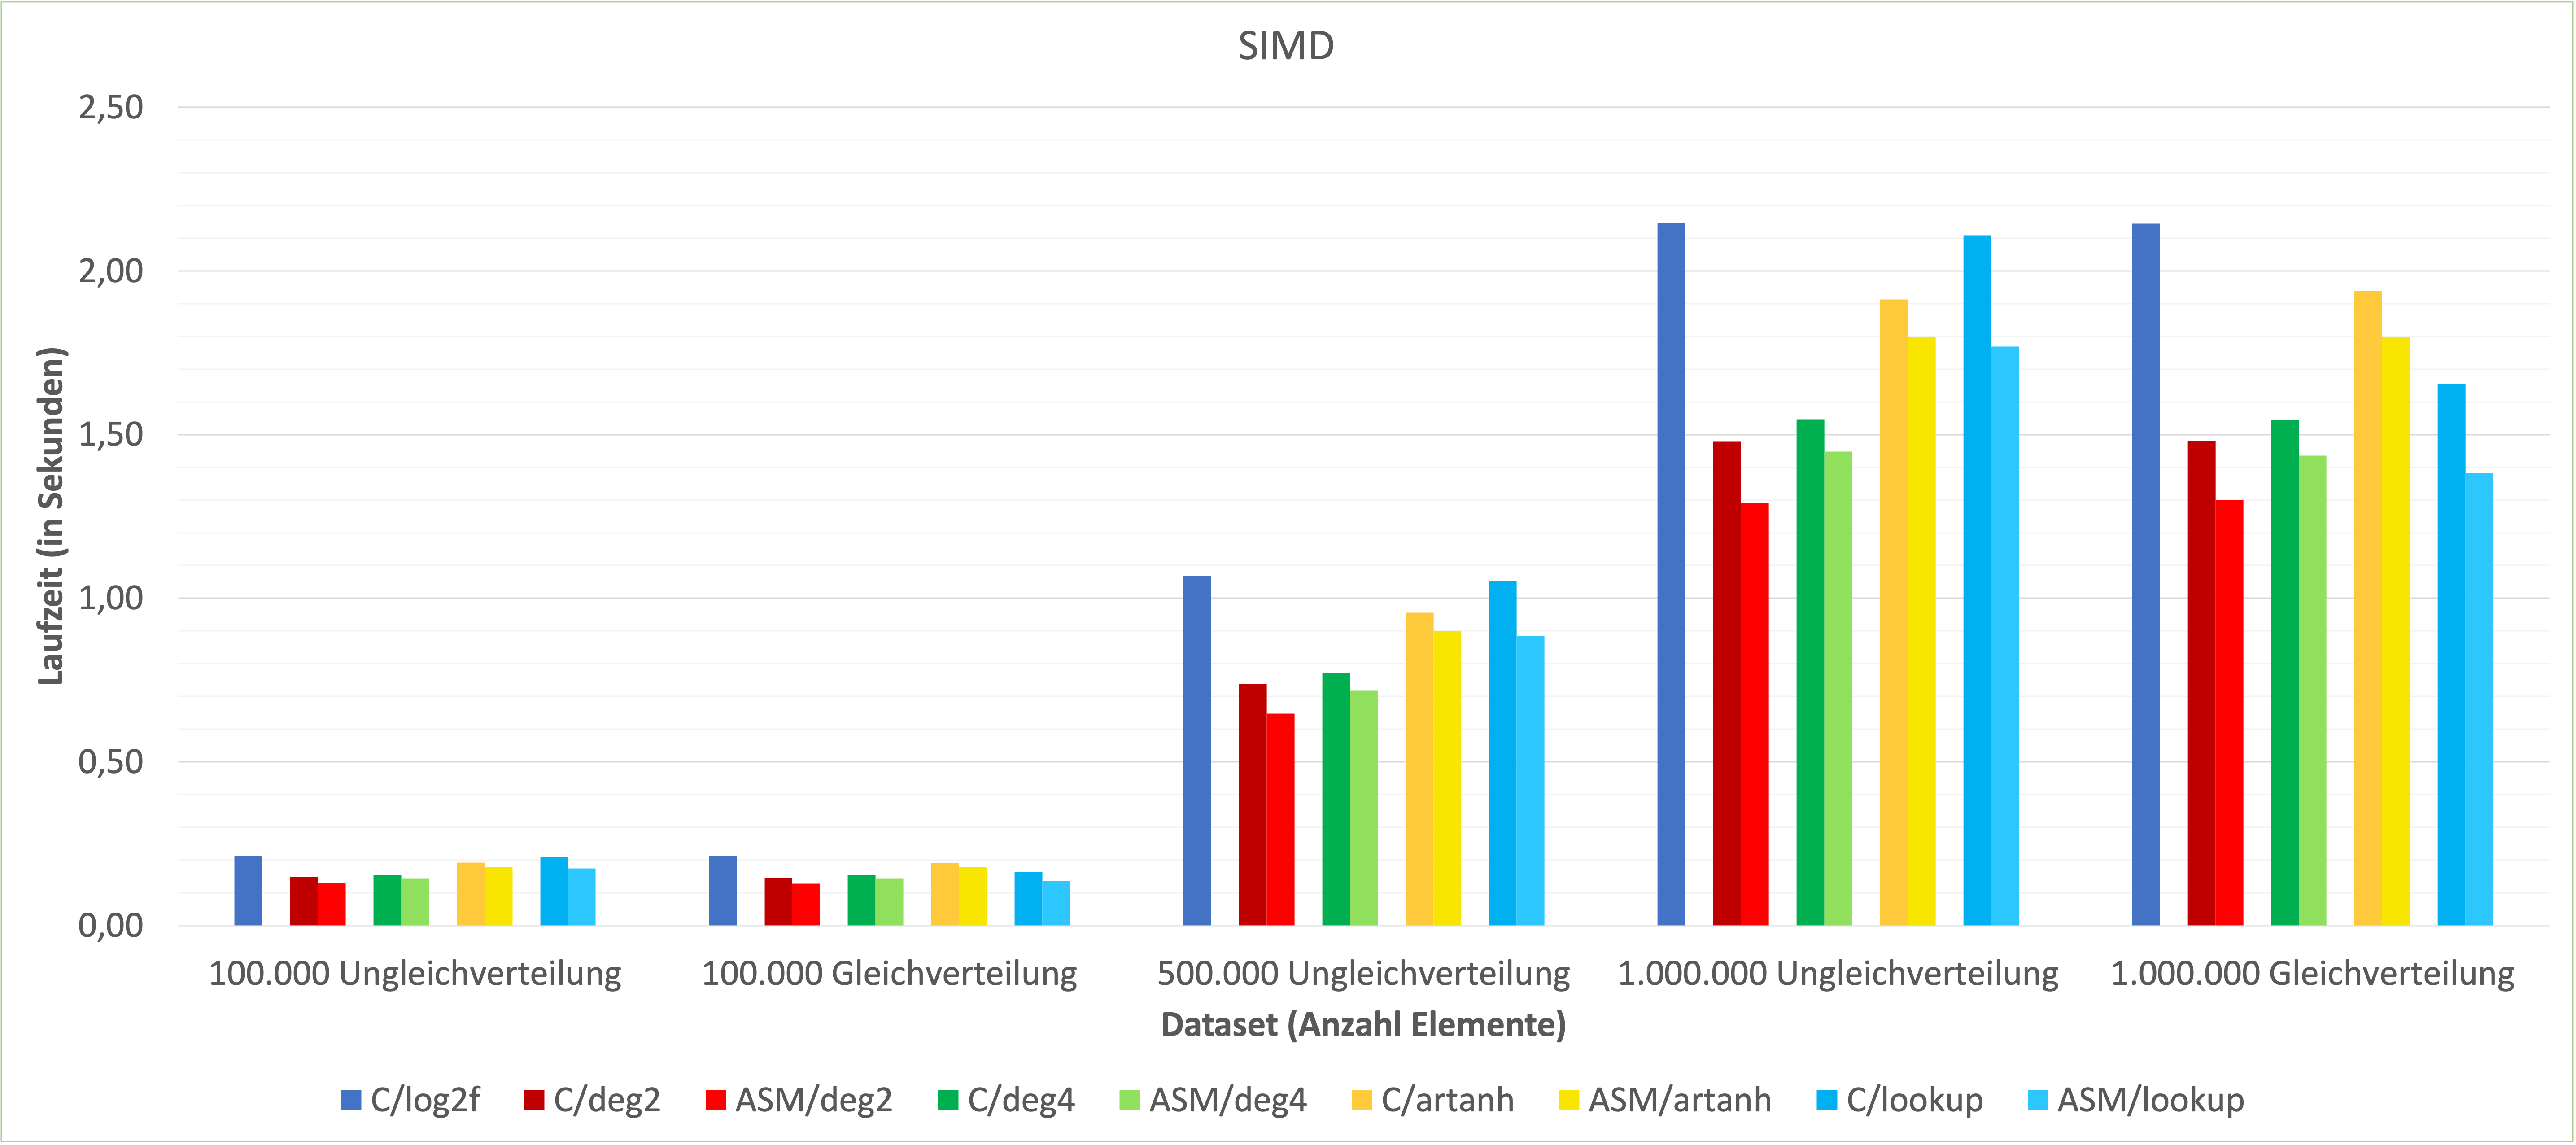 SIMD
2,50
2,00
1,50
1,00
0,50
0,00
Laufzeit (in Sekunden)
100.000 Ungleichverteilung
100.000 Gleichverteilung
500.000 Ungleichverteilung
1.000.000 Ungleichverteilung
1.000.000 Gleichverteilung
Dataset (Anzahl Elemente)
C/log2f
C/deg2
ASM/deg2
C/deg4
ASM/deg4
C/artanh
ASM/artanh
C/lookup
ASM/lookup